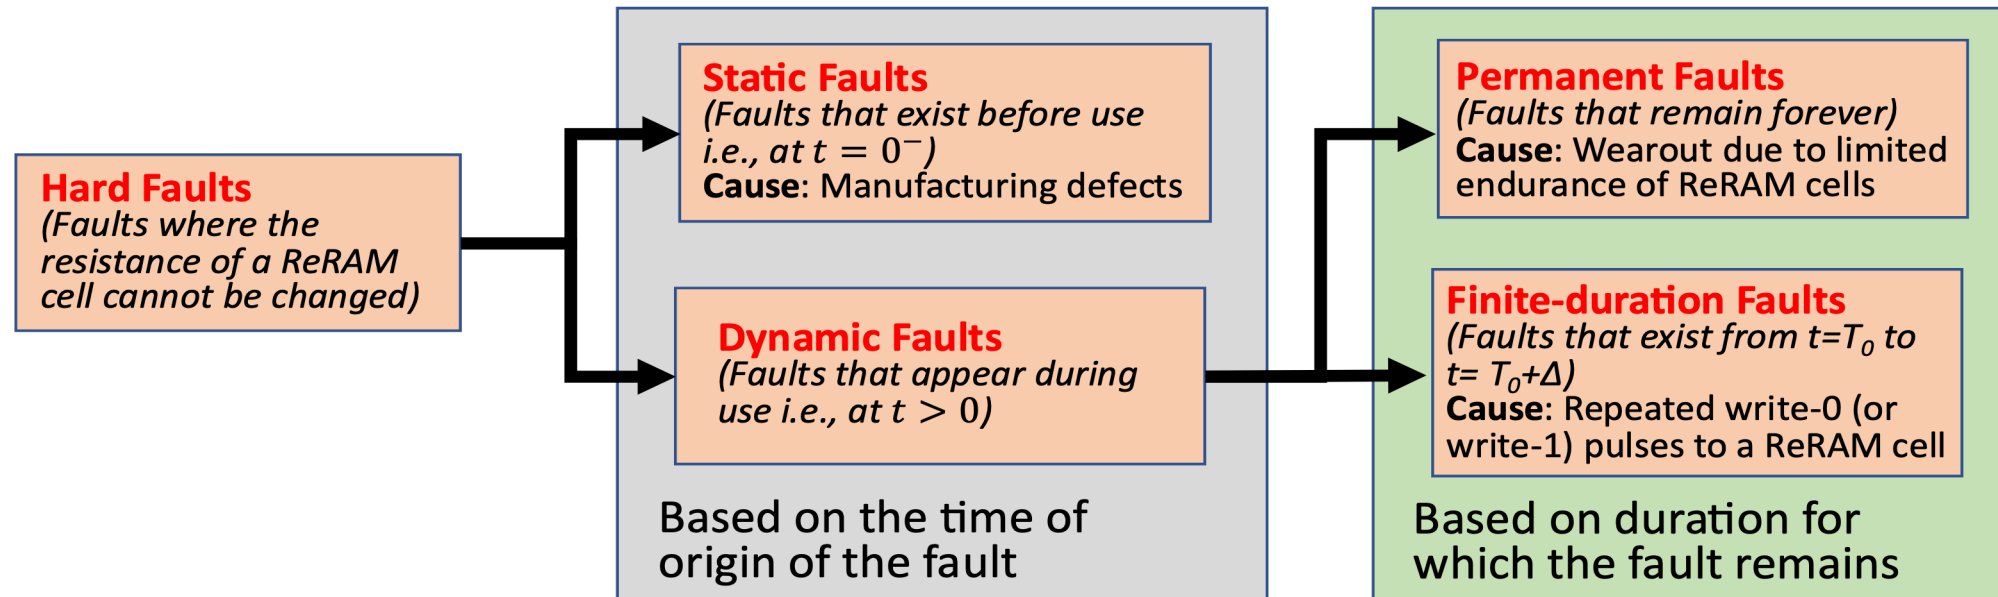 Hard Faults
(Faults where the
resistance of a ReRAM
cell cannot be changed)
Static Faults
(Faults that exist before use
i.e., at t = 0⁻)
Cause: Manufacturing defects
Dynamic Faults
(Faults that appear during
use i.e., at t > 0)
Based on the time of
origin of the fault
Permanent Faults
(Faults that remain forever)
Cause: Wearout due to limited
endurance of ReRAM cells
Finite-duration Faults
(Faults that exist from t=T₀ to
t= T₀+Δ)
Cause: Repeated write-0 (or
write-1) pulses to a ReRAM cell
Based on duration for
which the fault remains